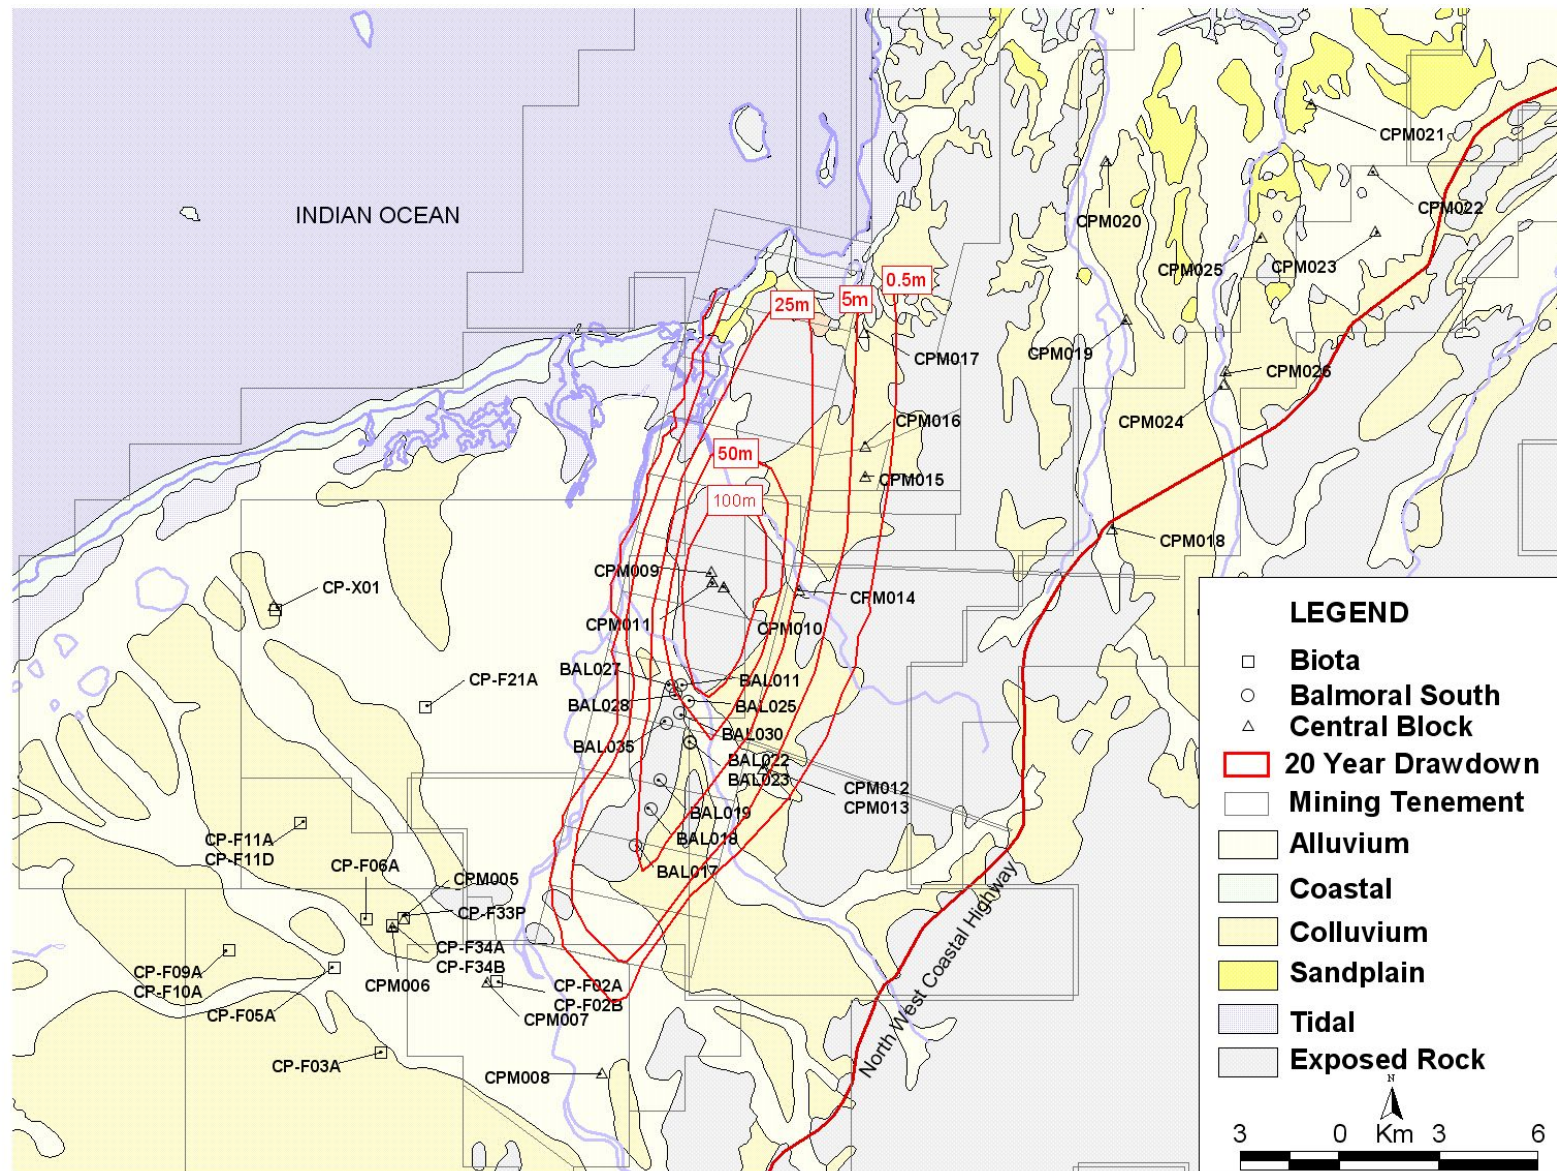 CPM021
INDIAN OCEAN
CPM022
CPM020
CPM025
CPM023
0.5m
5m
25m
CPM019
CPM017
CPM026
CPM016
CPM024
50m
CPM015
100m
CPM018
CPM009
CP-X01
CPM014
CPM011
CPM010
BAL027
BAL011
CP-F21A
BAL028
BAL025
BAL030
BAL035
BAL022
BAL023
CPM012
CPM013
BAL019
CP-F11A
CP-F11D
BAL018
CP-F06A
BAL017
CPM005
CP-F33P
CP-F34A
CP-F34B
CP-F09A
CP-F10A
CPM006
CP-F02A
CP-F02B
CP-F05A
CPM007
CP-F03A
CPM008
North West Coastal Highway
LEGEND
Biota
Balmoral South
Central Block
20 Year Drawdown
Mining Tenement
Alluvium
Coastal
Colluvium
Sandplain
Tidal
Exposed Rock
N
3 0 Km 3 6